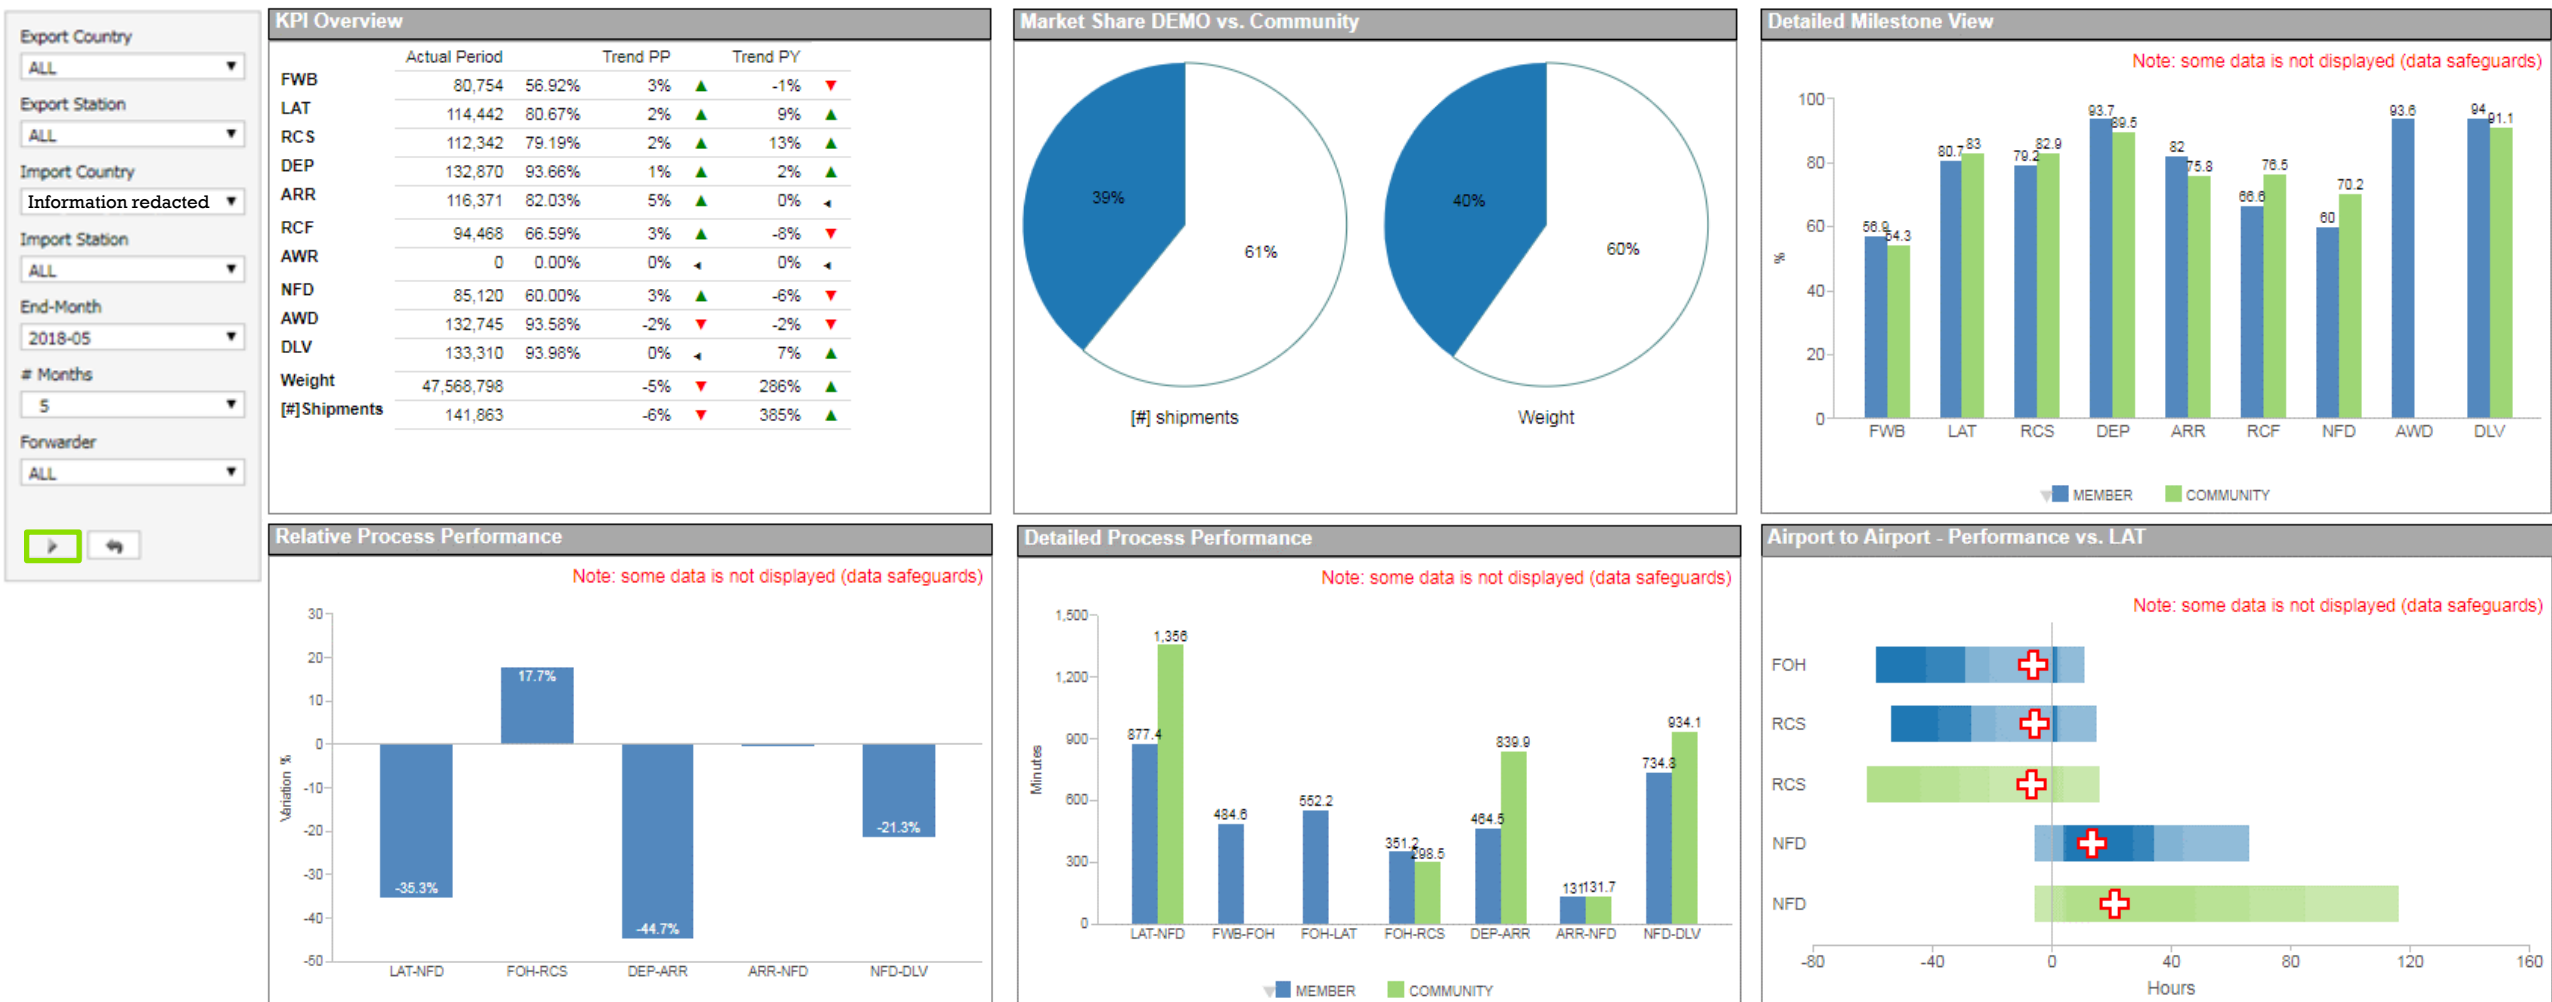 Export Country
ALL
Export Station
ALL
Import Country
Information redacted
Import Station
ALL
End-Month
2018-05
# Months
5
Forwarder
ALL
KPI Overview
Actual Period Trend PP Trend PY
FWB 80,754 56.92% 3% -1%
LAT 114,442 80.67% 2% 9%
RCS 112,342 79.19% 2% 13%
DEP 132,870 93.66% 1% 2%
ARR 116,371 82.03% 5% 0%
RCF 94,468 66.59% 3% -8%
AWR 0 0.00% 0% 0%
NFD 85,120 60.00% 3% -6%
AWD 132,745 93.58% -2% -2%
DLV 133,310 93.98% 0% 7%
Weight 47,568,798 -5% 286%
[#]Shipments 141,863 -6% 385%
Market Share DEMO vs. Community
39%
61%
[#] shipments
40%
60%
Weight
Detailed Milestone View
Note: some data is not displayed (data safeguards)
100
80
60
40
20
0
%
56.9 54.3
80.7 83
79.2 82.9
93.7 89.5
82 75.8
66.6 76.5
60 70.2
93.6
94 91.1
FWB LAT RCS DEP ARR RCF NFD AWD DLV
MEMBER COMMUNITY
Relative Process Performance
Note: some data is not displayed (data safeguards)
30
20
10
0
-10
-20
-30
-40
-50
Variation %
-35.3%
17.7%
-44.7%
-21.3%
LAT-NFD FOH-RCS DEP-ARR ARR-NFD NFD-DLV
Detailed Process Performance
Note: some data is not displayed (data safeguards)
1,500
1,200
900
600
300
0
Minutes
877.4 1,356
484.6
552.2
351.2 298.5
464.5 839.9
131 131.7
734.8 934.1
LAT-NFD FWB-FOH FOH-LAT FOH-RCS DEP-ARR ARR-NFD NFD-DLV
MEMBER COMMUNITY
Airport to Airport - Performance vs. LAT
Note: some data is not displayed (data safeguards)
FOH
RCS
RCS
NFD
NFD
-80 -40 0 40 80 120 160
Hours